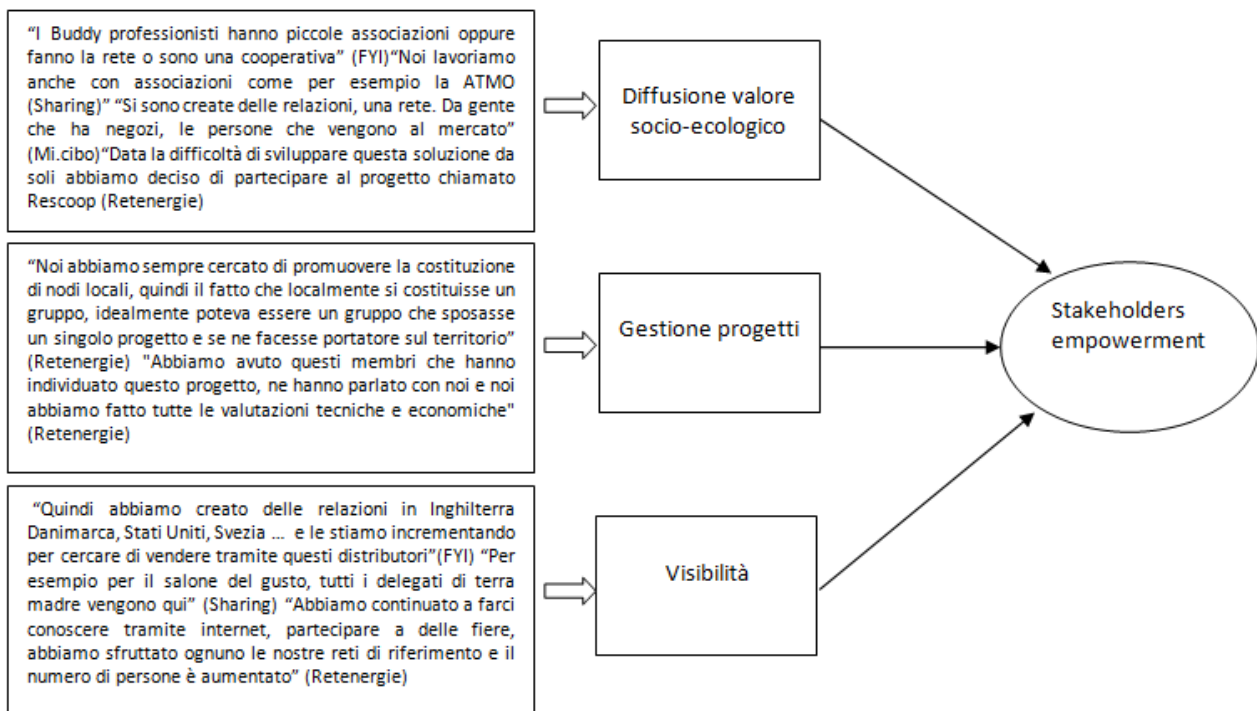 “I Buddy professionisti hanno piccole associazioni oppure
fanno la rete o sono una cooperativa” (FYI)“Noi lavoriamo
anche con associazioni come per esempio la ATMO
(Sharing)” “Si sono create delle relazioni, una rete. Da gente
che ha negozi, le persone che vengono al mercato”
(Mi.cibo)“Data la difficoltà di sviluppare questa soluzione da
soli abbiamo deciso di partecipare al progetto chiamato
Rescoop (Retenergie)
Diffusione valore
socio-ecologico
“Noi abbiamo sempre cercato di promuovere la costituzione
di nodi locali, quindi il fatto che localmente si costituisse un
gruppo, idealmente poteva essere un gruppo che sposasse
un singolo progetto e se ne facesse portatore sul territorio”
(Retenergie) "Abbiamo avuto questi membri che hanno
individuato questo progetto, ne hanno parlato con noi e noi
abbiamo fatto tutte le valutazioni tecniche e economiche"
(Retenergie)
Gestione progetti
Stakeholders
empowerment
“Quindi abbiamo creato delle relazioni in Inghilterra
Danimarca, Stati Uniti, Svezia … e le stiamo incrementando
per cercare di vendere tramite questi distributori”(FYI) “Per
esempio per il salone del gusto, tutti i delegati di terra
madre vengono qui” (Sharing) “Abbiamo continuato a farci
conoscere tramite internet, partecipare a delle fiere,
abbiamo sfruttato ognuno le nostre reti di riferimento e il
numero di persone è aumentato” (Retenergie)
Visibilità